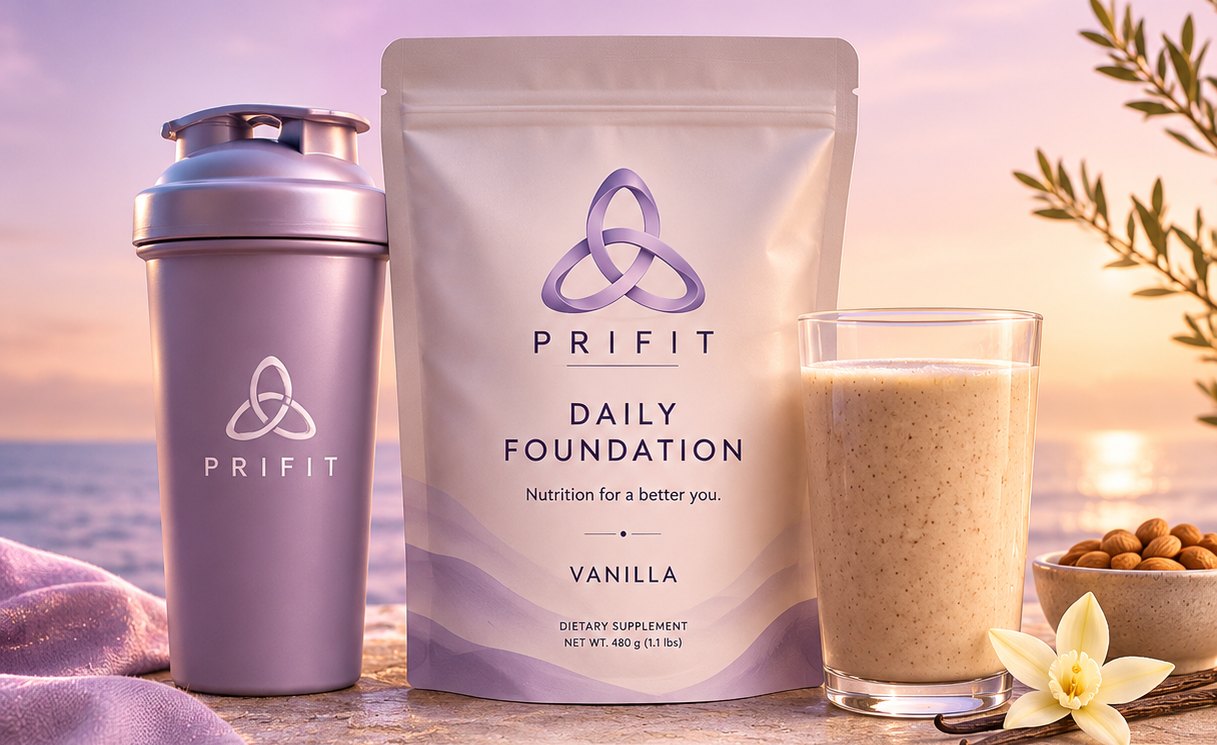 PRIFIT
PRIFIT
DAILY
FOUNDATION
Nutrition for a better you.
VANILLA
DIETARY SUPPLEMENT
NET WT. 480 g (1.1 lbs)